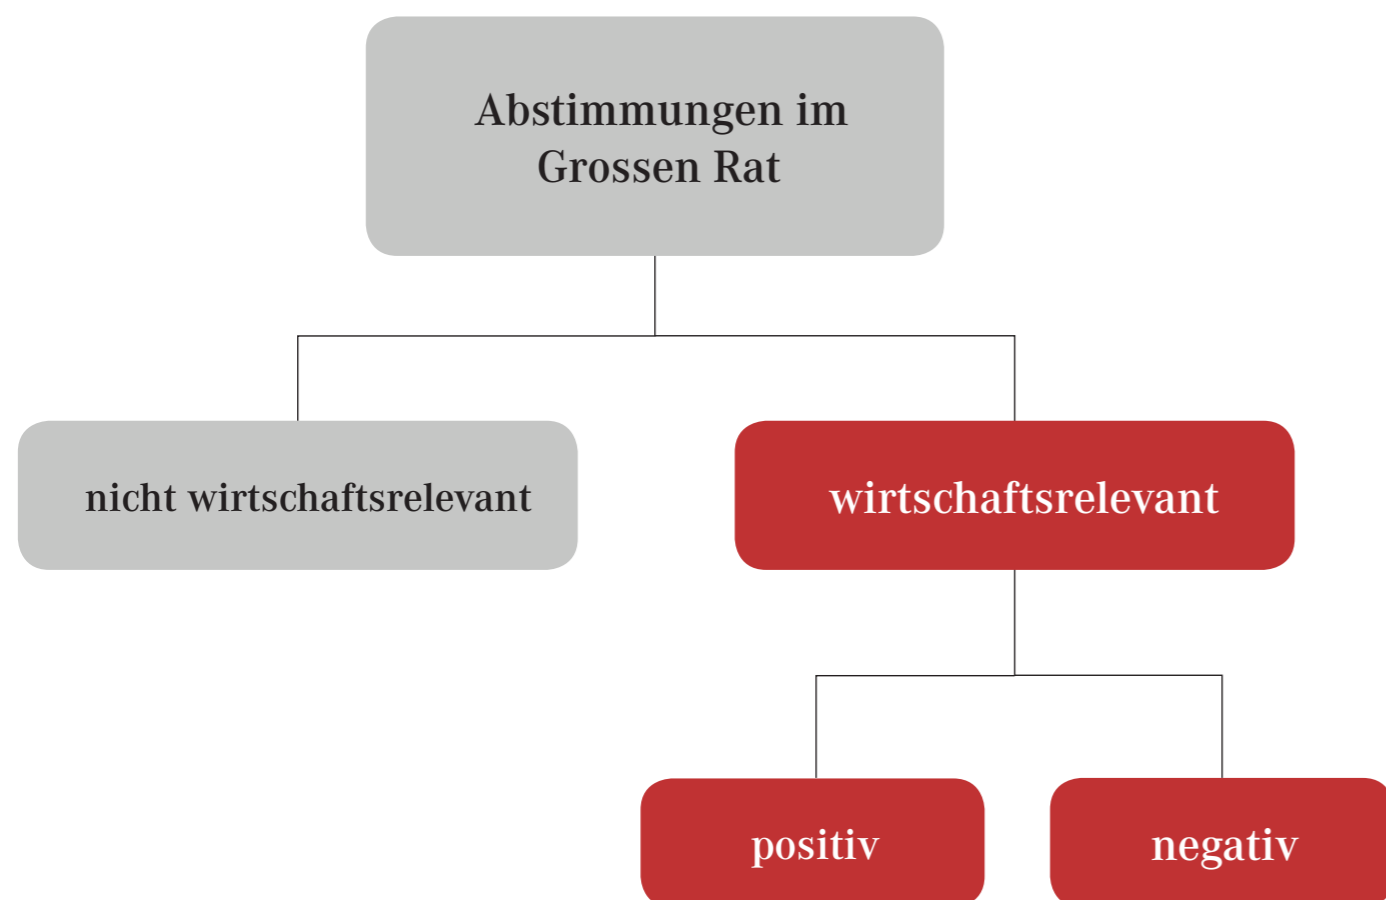 Abstimmungen im
Grossen Rat
nicht wirtschaftsrelevant
wirtschaftsrelevant
positiv
negativ